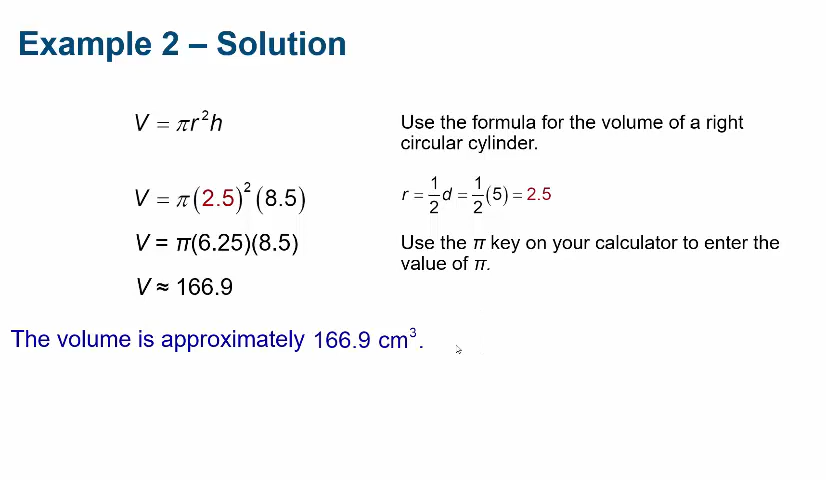 Example 2 – Solution
V = πr²h
Use the formula for the volume of a right
circular cylinder.
V = π(2.5)²(8.5)
r = 1/2 d = 1/2 (5) = 2.5
V = π(6.25)(8.5)
Use the π key on your calculator to enter the
value of π.
V ≈ 166.9
The volume is approximately 166.9 cm³.